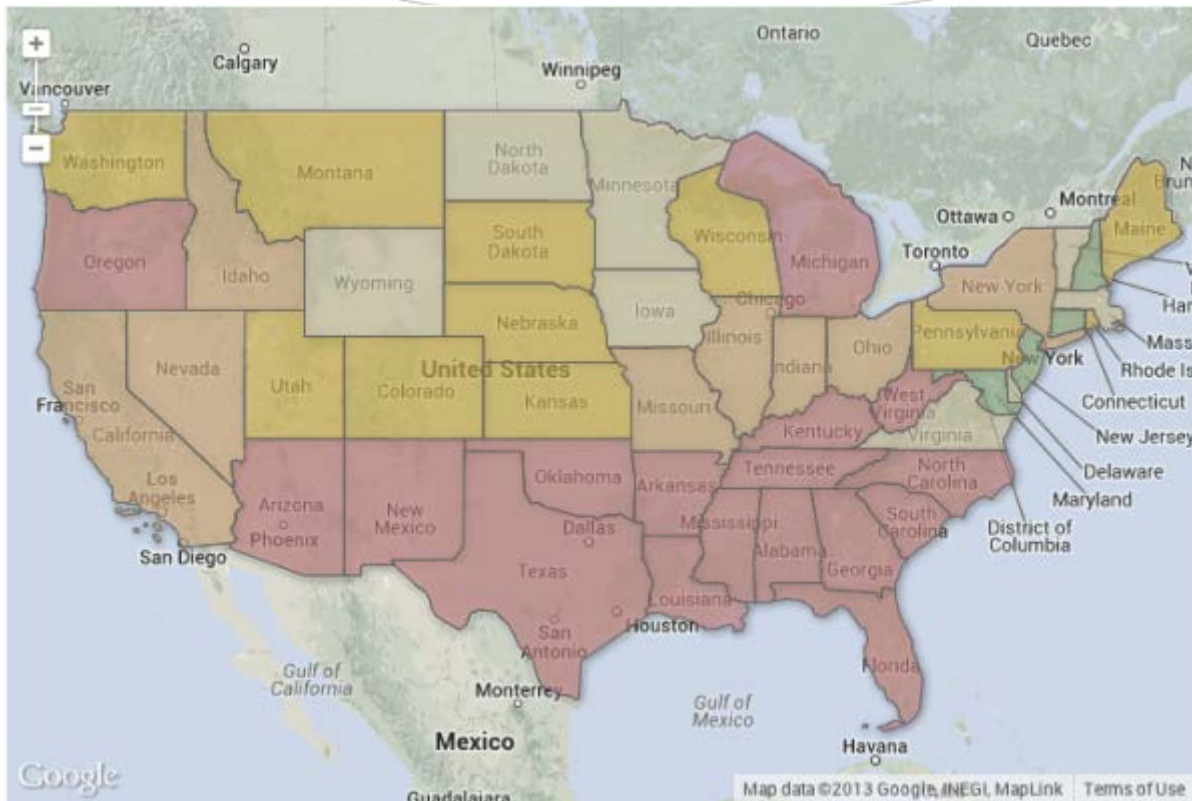 Ontario
Quebec
Calgary
Winnipeg
Vancouver
Washington
Montana
North
Dakota
Minnesota
Montreal
Ottawa
Maine
Oregon
Idaho
Wyoming
South
Dakota
Wisconsin
Michigan
Toronto
New York
Iowa
Chicago
Nebraska
Illinois
Indiana
Ohio
Pennsylvania
New York
Mass
Rhode Is
Connecticut
New Jersey
Delaware
Maryland
District of
Columbia
Nevada
Utah
Colorado
United States
Kansas
Missouri
West
Virginia
Virginia
Kentucky
San
Francisco
California
Los
Angeles
San Diego
Arizona
Phoenix
New
Mexico
Oklahoma
Arkansas
Tennessee
North
Carolina
South
Carolina
Mississippi
Alabama
Georgia
Dallas
Texas
Louisiana
Houston
San
Antonio
Florida
Gulf of
California
Monterrey
Gulf of
Mexico
Mexico
Havana
Guadalajara
Google
Map data ©2013 Google, INEGI, MapLink
Terms of Use